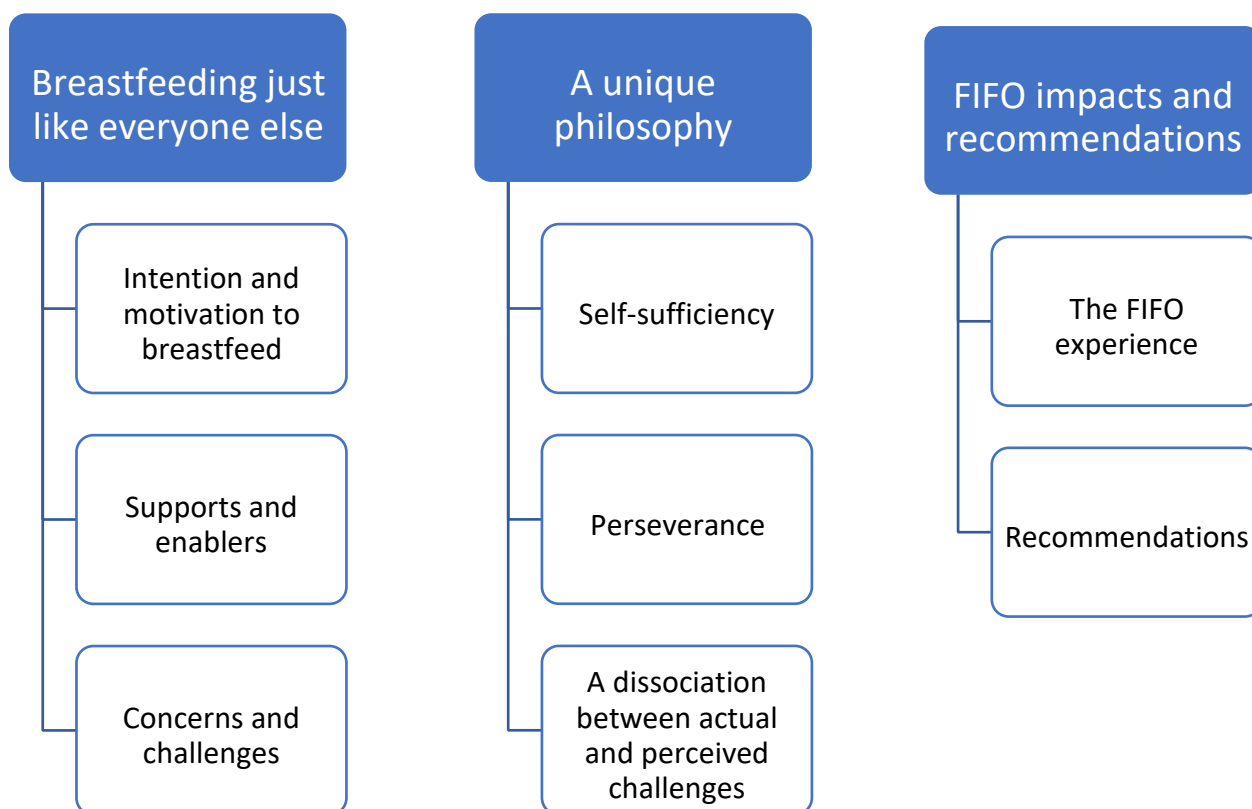 Breastfeeding just
like everyone else
Intention and
motivation to
breastfeed
Supports and
enablers
Concerns and
challenges
A unique
philosophy
Self-sufficiency
Perseverance
A dissociation
between actual
and perceived
challenges
FIFO impacts and
recommendations
The FIFO
experience
Recommendations